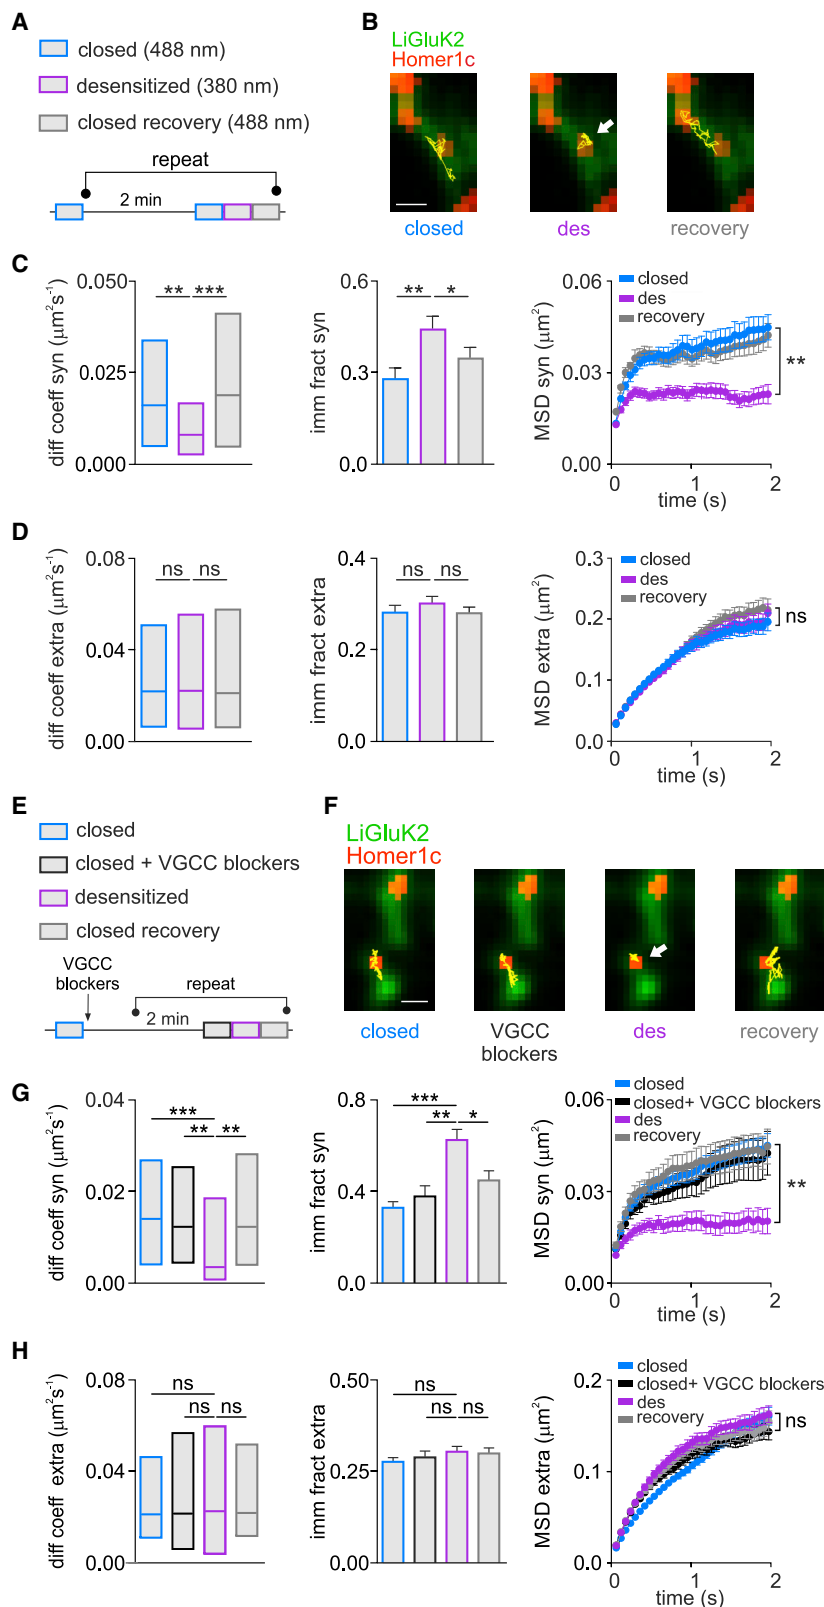 A
closed (488 nm)
desensitized (380 nm)
closed recovery (488 nm)
repeat
2 min
B
LiGluK2
Homer1c
closed
des
recovery
C
diff coeff syn (μm²s⁻¹)
0.050
0.025
0.000
**
***
imm fract syn
0.6
0.3
0.0
**
*
MSD syn (μm²)
0.06
0.03
0.00
closed
des
recovery
**
0 1 2
time (s)
D
diff coeff extra (μm²s⁻¹)
0.08
0.04
0.00
ns ns
imm fract extra
0.4
0.2
0.0
ns ns
MSD extra (μm²)
0.3
0.2
0.1
0.0
closed
des
recovery
ns
0 1 2
time (s)
E
closed
closed + VGCC blockers
desensitized
closed recovery
VGCC
blockers
repeat
2 min
F
LiGluK2
Homer1c
closed
VGCC
blockers
des
recovery
G
diff coeff syn (μm²s⁻¹)
0.04
0.02
0.00
***
** **
imm fract syn
0.8
0.4
0.0
***
** *
MSD syn (μm²)
0.06
0.03
0.00
closed
closed+ VGCC blockers
des
recovery
**
0 1 2
time (s)
H
diff coeff extra (μm²s⁻¹)
0.08
0.04
0.00
ns
ns ns
imm fract extra
0.50
0.25
0.00
ns
ns ns
MSD extra (μm²)
0.2
0.1
0.0
closed
closed+ VGCC blockers
des
recovery
ns
0 1 2
time (s)